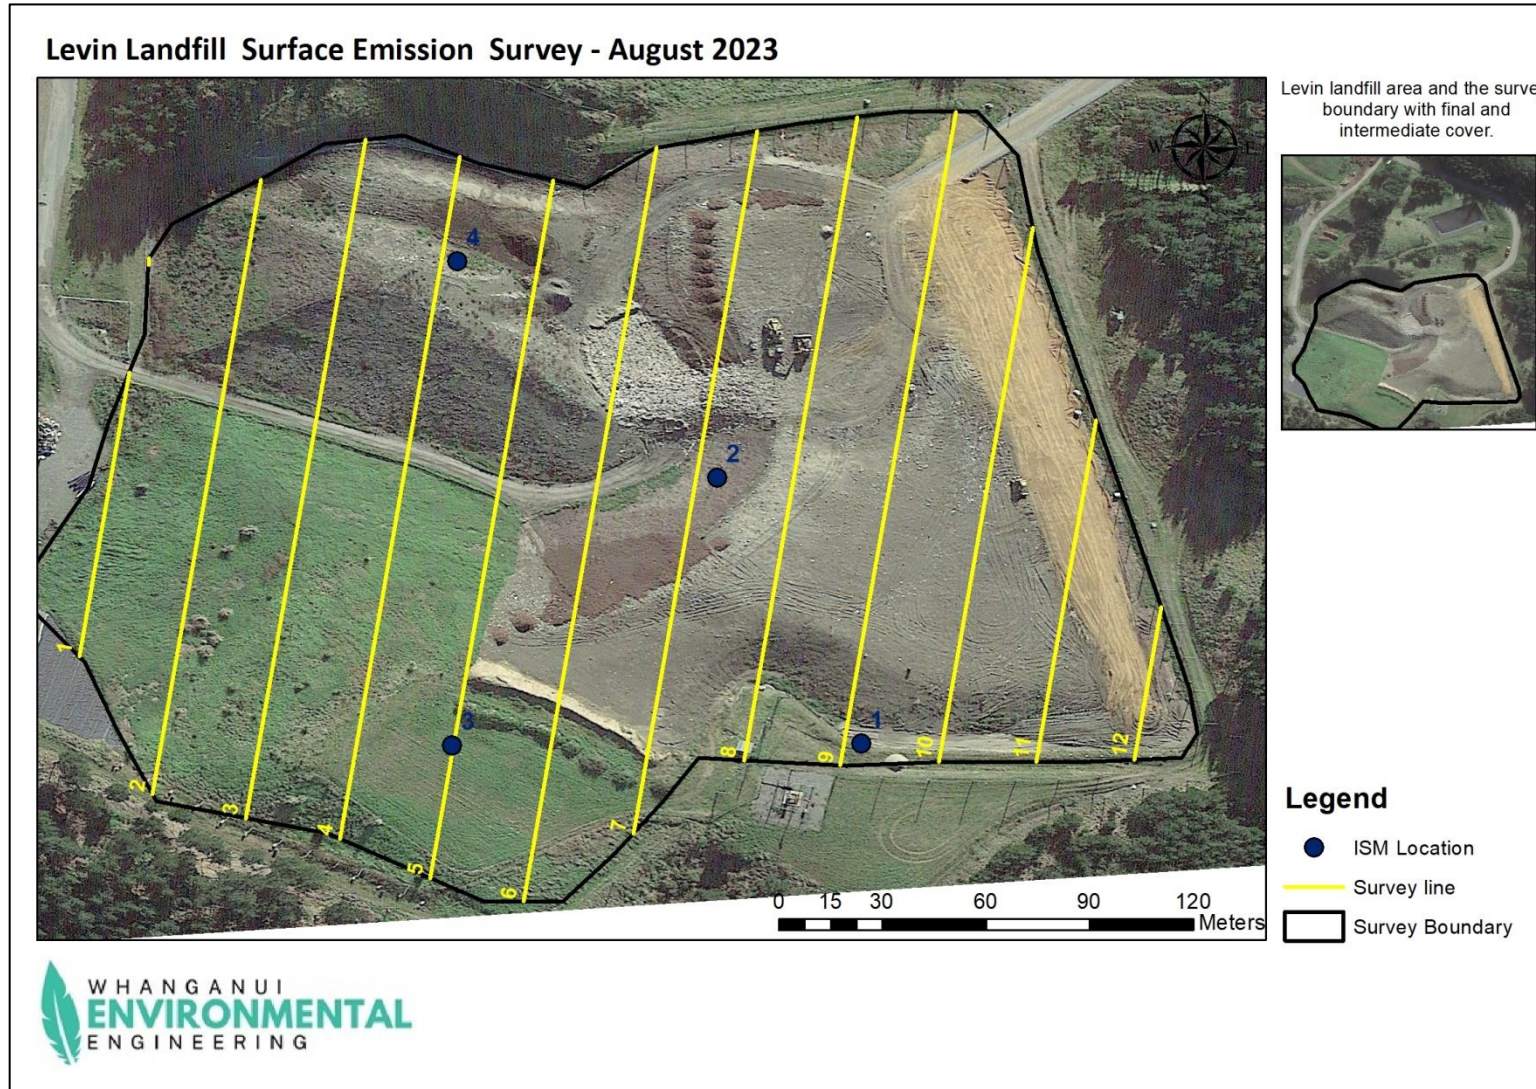 Levin Landfill Surface Emission Survey - August 2023
Levin landfill area and the surve
boundary with final and
intermediate cover.
N
W
E
4
2
3
1
1
2
3
4
5
6
7
8
9
10
11
12
0 15 30 60 90 120
Meters
Legend
ISM Location
Survey line
Survey Boundary
WHANGANUI
ENVIRONMENTAL
ENGINEERING